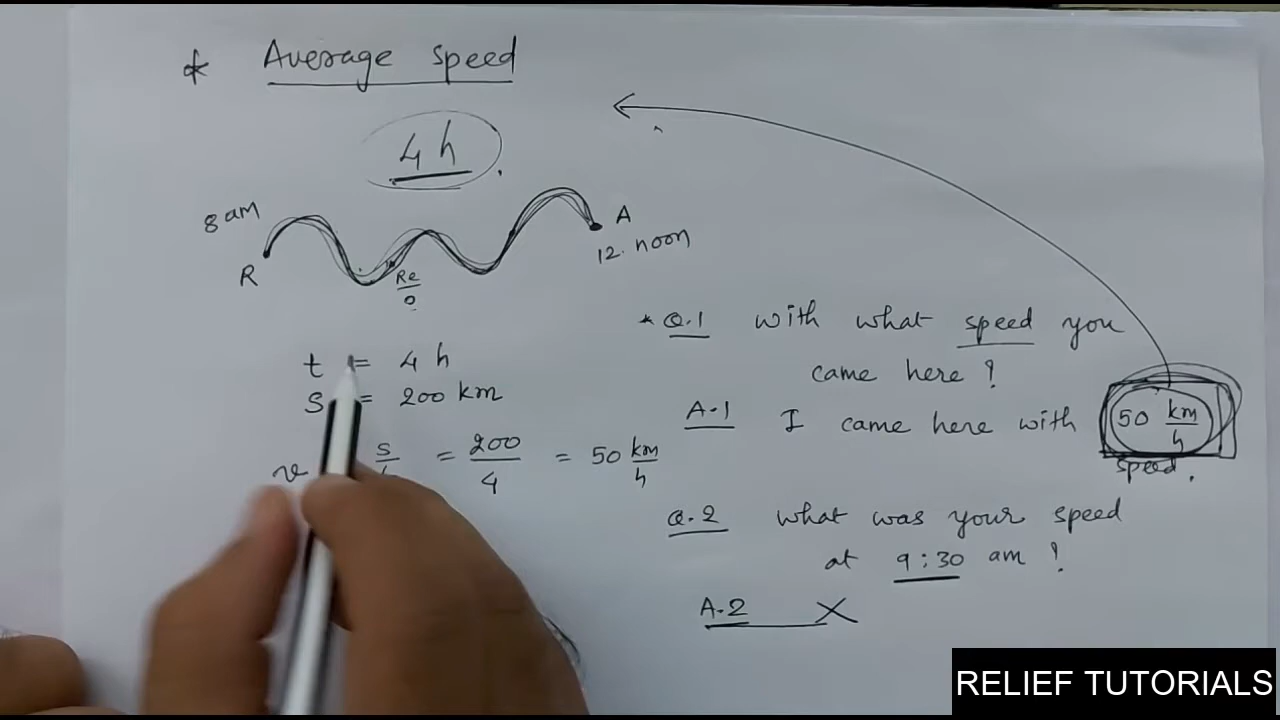 * Average speed
4 h
8 am
R
Re/o
A
12. noon
t = 4 h
S = 200 km
v = 200/4 = 50 km/h
* Q.1 With what speed you
came here ?
A.1 I came here with 50 km/h
speed.
Q.2 What was your speed
at 9:30 am ?
A.2 X
RELIEF TUTORIALS